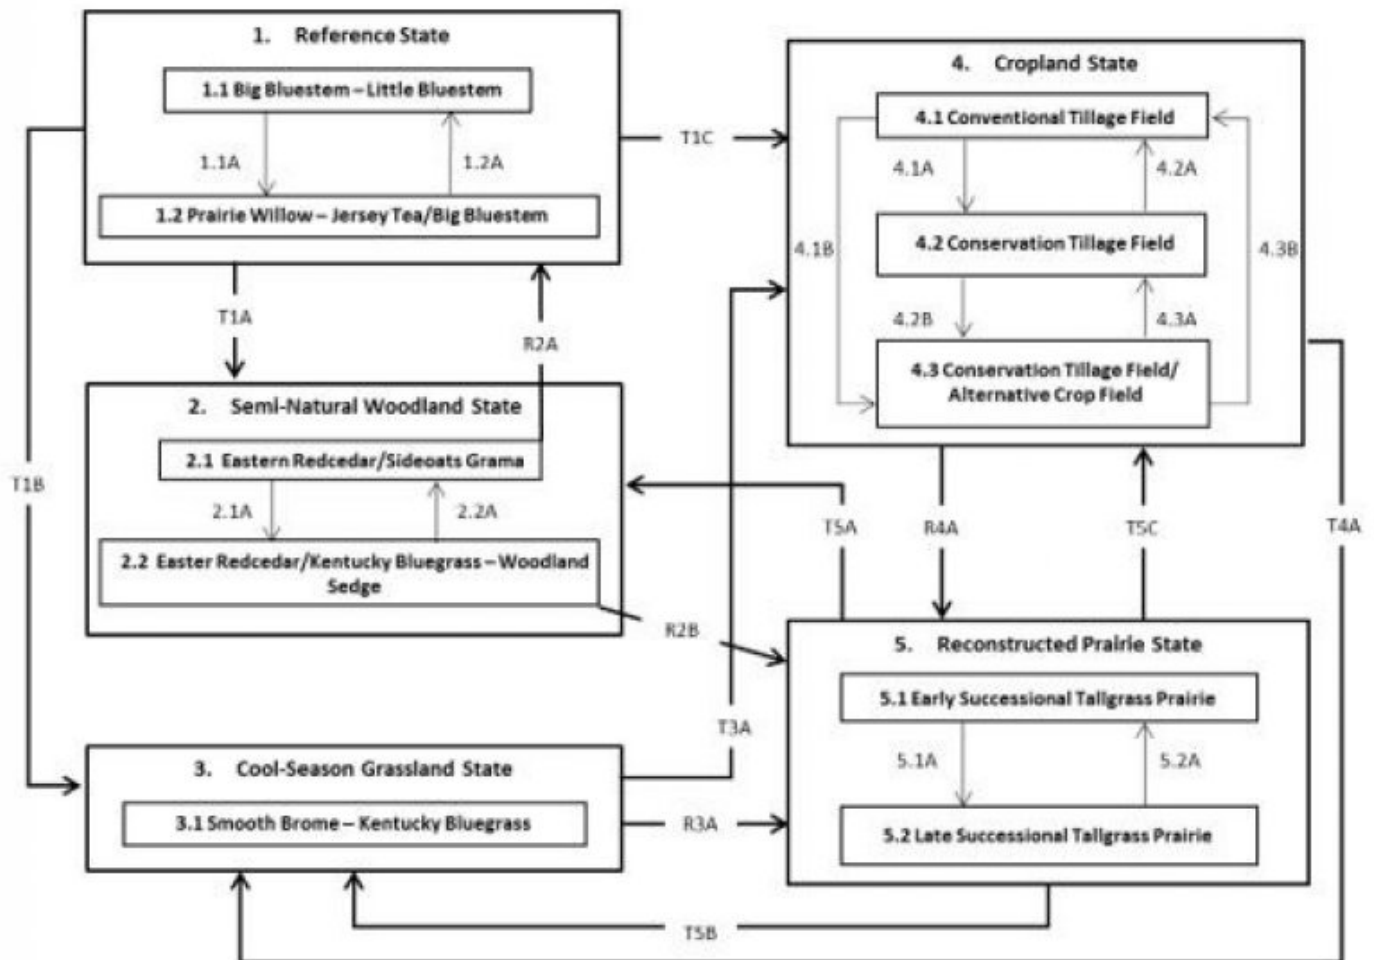 1. Reference State
1.1 Big Bluestem – Little Bluestem
1.1A
1.2A
1.2 Prairie Willow – Jersey Tea/Big Bluestem
T1C
T1A
R2A
T1B
2. Semi-Natural Woodland State
2.1 Eastern Redcedar/Sideoats Grama
2.1A
2.2A
2.2 Easter Redcedar/Kentucky Bluegrass – Woodland
Sedge
R2B
T3A
3. Cool-Season Grassland State
3.1 Smooth Brome – Kentucky Bluegrass
R3A
4. Cropland State
4.1 Conventional Tillage Field
4.1A
4.2A
4.1B
4.2 Conservation Tillage Field
4.3B
4.2B
4.3A
4.3 Conservation Tillage Field/
Alternative Crop Field
T5A
R4A
T5C
T4A
5. Reconstructed Prairie State
5.1 Early Successional Tallgrass Prairie
5.1A
5.2A
5.2 Late Successional Tallgrass Prairie
T5B